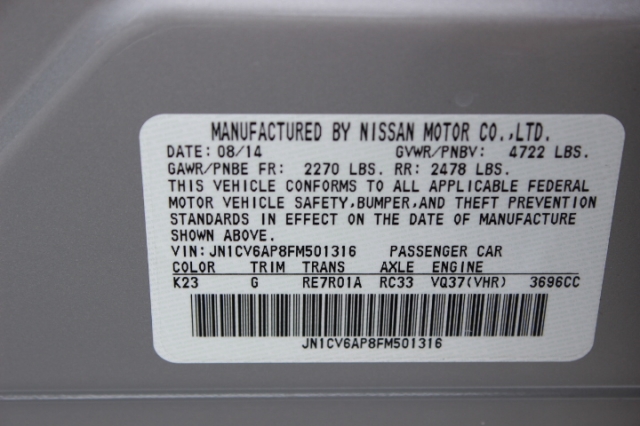 MANUFACTURED BY NISSAN MOTOR CO.,LTD.
DATE: 08/14 GVWR/PNBV: 4722 LBS.
GAWR/PNBE FR: 2270 LBS. RR: 2478 LBS.
THIS VEHICLE CONFORMS TO ALL APPLICABLE FEDERAL
MOTOR VEHICLE SAFETY,BUMPER,AND THEFT PREVENTION
STANDARDS IN EFFECT ON THE DATE OF MANUFACTURE
SHOWN ABOVE.
VIN: JN1CV6AP8FM501316 PASSENGER CAR
COLOR TRIM TRANS AXLE ENGINE
K23 G RE7R01A RC33 VQ37(VHR) 3696CC
JN1CV6AP8FM501316